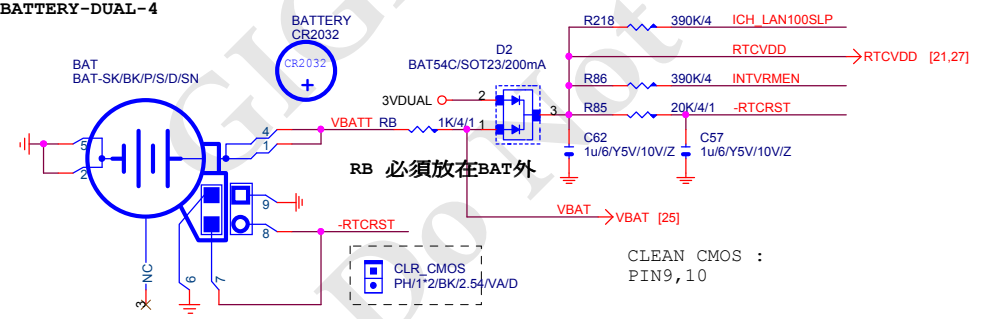 BATTERY-DUAL-4
BATTERY
CR2032
CR2032
+
BAT
BAT-SK/BK/P/S/D/SN
D2
BAT54C/SOT23/200mA
R218 390K/4 ICH_LAN100SLP
RTCVDD
RTCVDD [21,27]
R86 390K/4 INTVRMEN
3VDUAL 2
3
R85 20K/4/1 -RTCRST
VBATT RB 1K/4/1 1
4
1
5
2
C62
1u/6/Y5V/10V/Z
C57
1u/6/Y5V/10V/Z
RB 必須放在BAT外
9
8
-RTCRST
VBAT
VBAT [25]
NC
3
6
7
CLR_CMOS
PH/1*2/BK/2.54/VA/D
CLEAN CMOS :
PIN9,10
GIG
Do Not